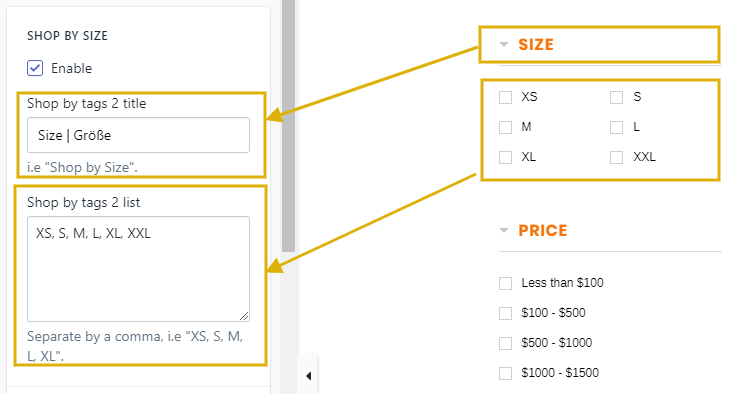 SHOP BY SIZE
Enable
Shop by tags 2 title
Size | Größe
i.e "Shop by Size".
Shop by tags 2 list
XS, S, M, L, XL, XXL
Separate by a comma, i.e "XS, S, M,
L, XL".
SIZE
XS S
M L
XL XXL
PRICE
Less than $100
$100 - $500
$500 - $1000
$1000 - $1500